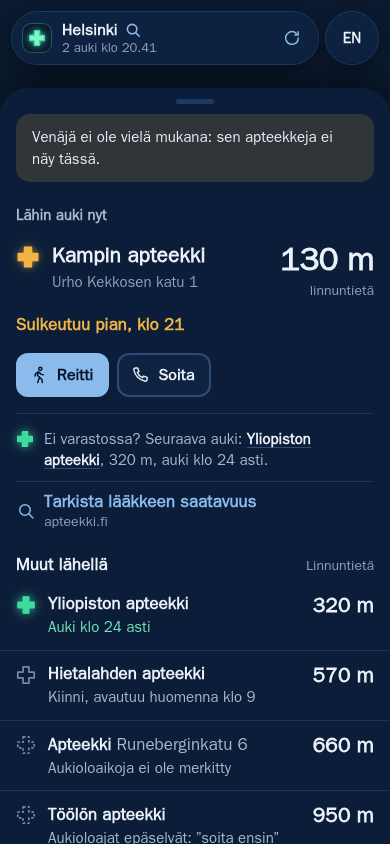 Helsinki
2 auki klo 20.41
EN
Venäjä ei ole vielä mukana: sen apteekkeja ei
näy tässä.
Lähin auki nyt
Kampin apteekki
130 m
Urho Kekkosen katu 1
linnuntietä
Sulkeutuu pian, klo 21
Reitti
Soita
Ei varastossa? Seuraava auki: Yliopiston
apteekki, 320 m, auki klo 24 asti.
Tarkista lääkkeen saatavuus
apteekki.fi
Muut lähellä
Linnuntietä
Yliopiston apteekki
320 m
Auki klo 24 asti
Hietalahden apteekki
570 m
Kiinni, avautuu huomenna klo 9
Apteekki Runeberginkatu 6
660 m
Aukioloaikoja ei ole merkitty
Töölön apteekki
950 m
Aukioloajat epäselvät: ”soita ensin”